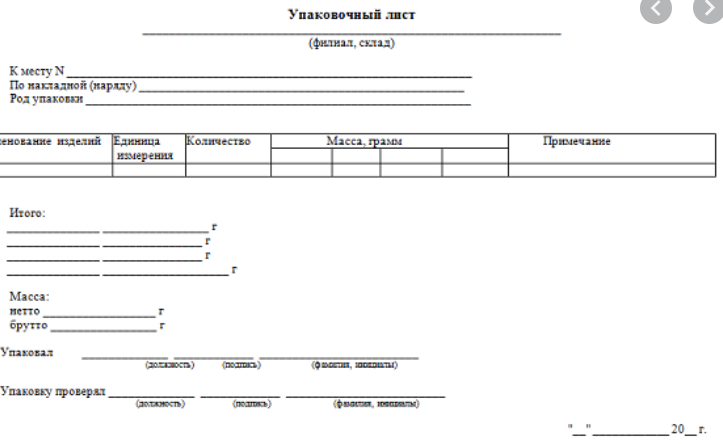 Упаковочный лист
(филиал, склад)
К месту N
По накладной (наряду)
Род упаковки
енование изделий Единица измерения Количество Масса, грамм Примечание
Итого:
г
г
г
г
Масса:
нетто г
брутто г
Упаковал
(должность) (подпись) (фамилия, инициалы)
Упаковку проверял
(должность) (подпись) (фамилия, инициалы)
"__"____________20__г.